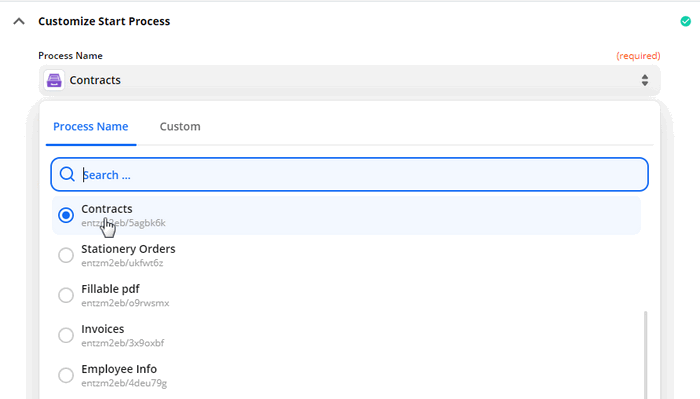 Customize Start Process
Process Name (required)
Contracts
Process Name Custom
Search ...
Contracts
entzm2eb/5agbk6k
Stationery Orders
entzm2eb/ukfwt6z
Fillable pdf
entzm2eb/o9rwsmx
Invoices
entzm2eb/3x9oxbf
Employee Info
entzm2eb/4deu79g